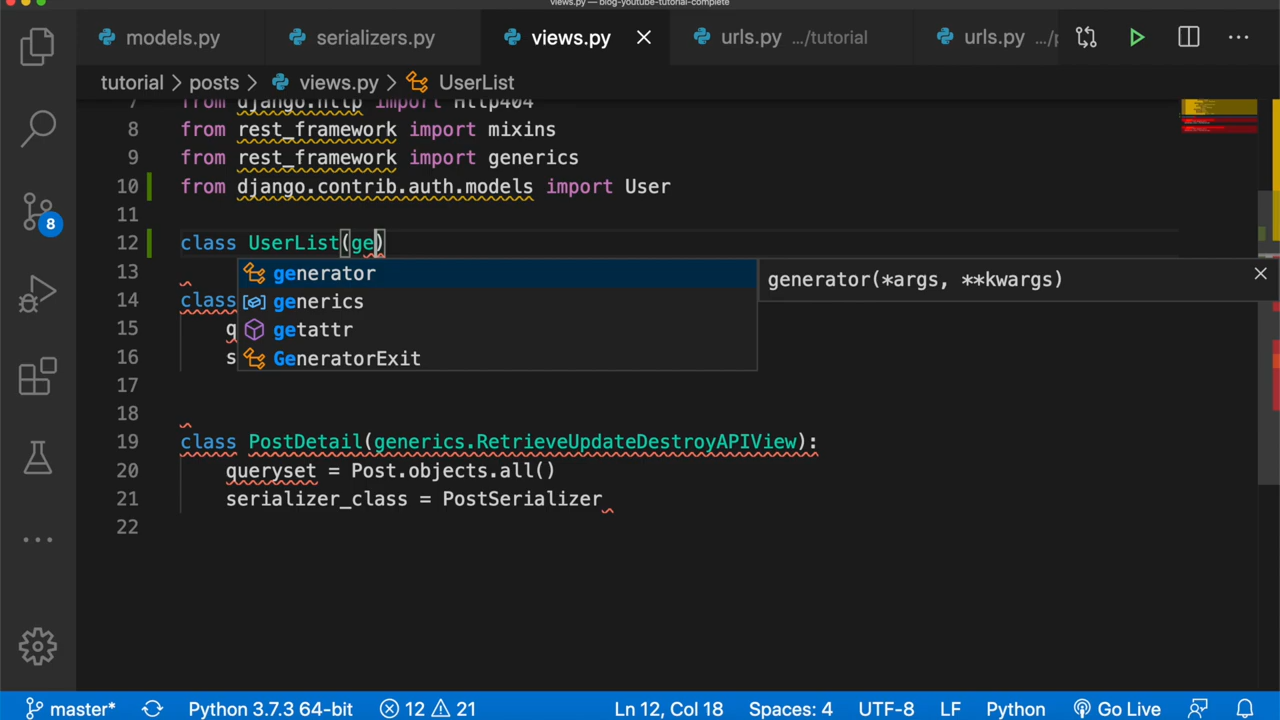 views.py — blog-youtube-tutorial-complete
models.py serializers.py views.py urls.py .../tutorial urls.py
tutorial > posts > views.py > UserList
7 from django.http import Http404
8 from rest_framework import mixins
9 from rest_framework import generics
10 from django.contrib.auth.models import User
11
12 class UserList(ge)
13
generator
generator(*args, **kwargs)
14 class
generics
15 q
getattr
16 s
GeneratorExit
17
18
19 class PostDetail(generics.RetrieveUpdateDestroyAPIView):
20 queryset = Post.objects.all()
21 serializer_class = PostSerializer
22
8
master* Python 3.7.3 64-bit 12 21 Ln 12, Col 18 Spaces: 4 UTF-8 LF Python Go Live